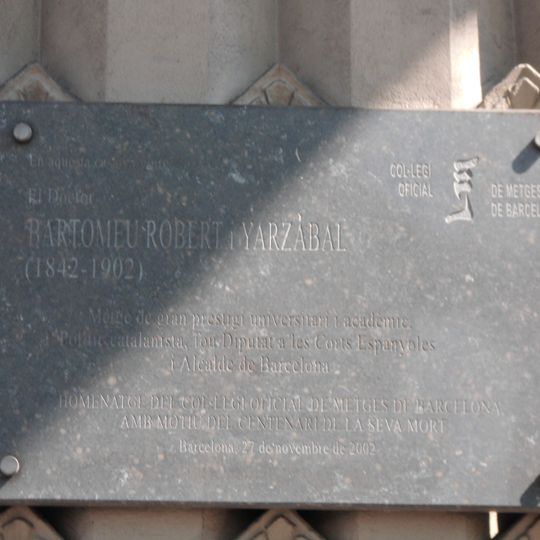 En aquesta casa
El Doctor
BARTOMEU ROBERT i YARZÁBAL
(1842-1902)
COL·LEGI
OFICIAL
DE METGES
DE BARCEL
Metge de gran prestigi universitari i acadèmic.
Polític catalanista, fou Diputat a les Corts Espanyoles
i Alcalde de Barcelona.
HOMENATGE DEL COL·LEGI OFICIAL DE METGES DE BARCELONA
AMB MOTIU DEL CENTENARI DE LA SEVA MORT
Barcelona, 27 de novembre de 2002